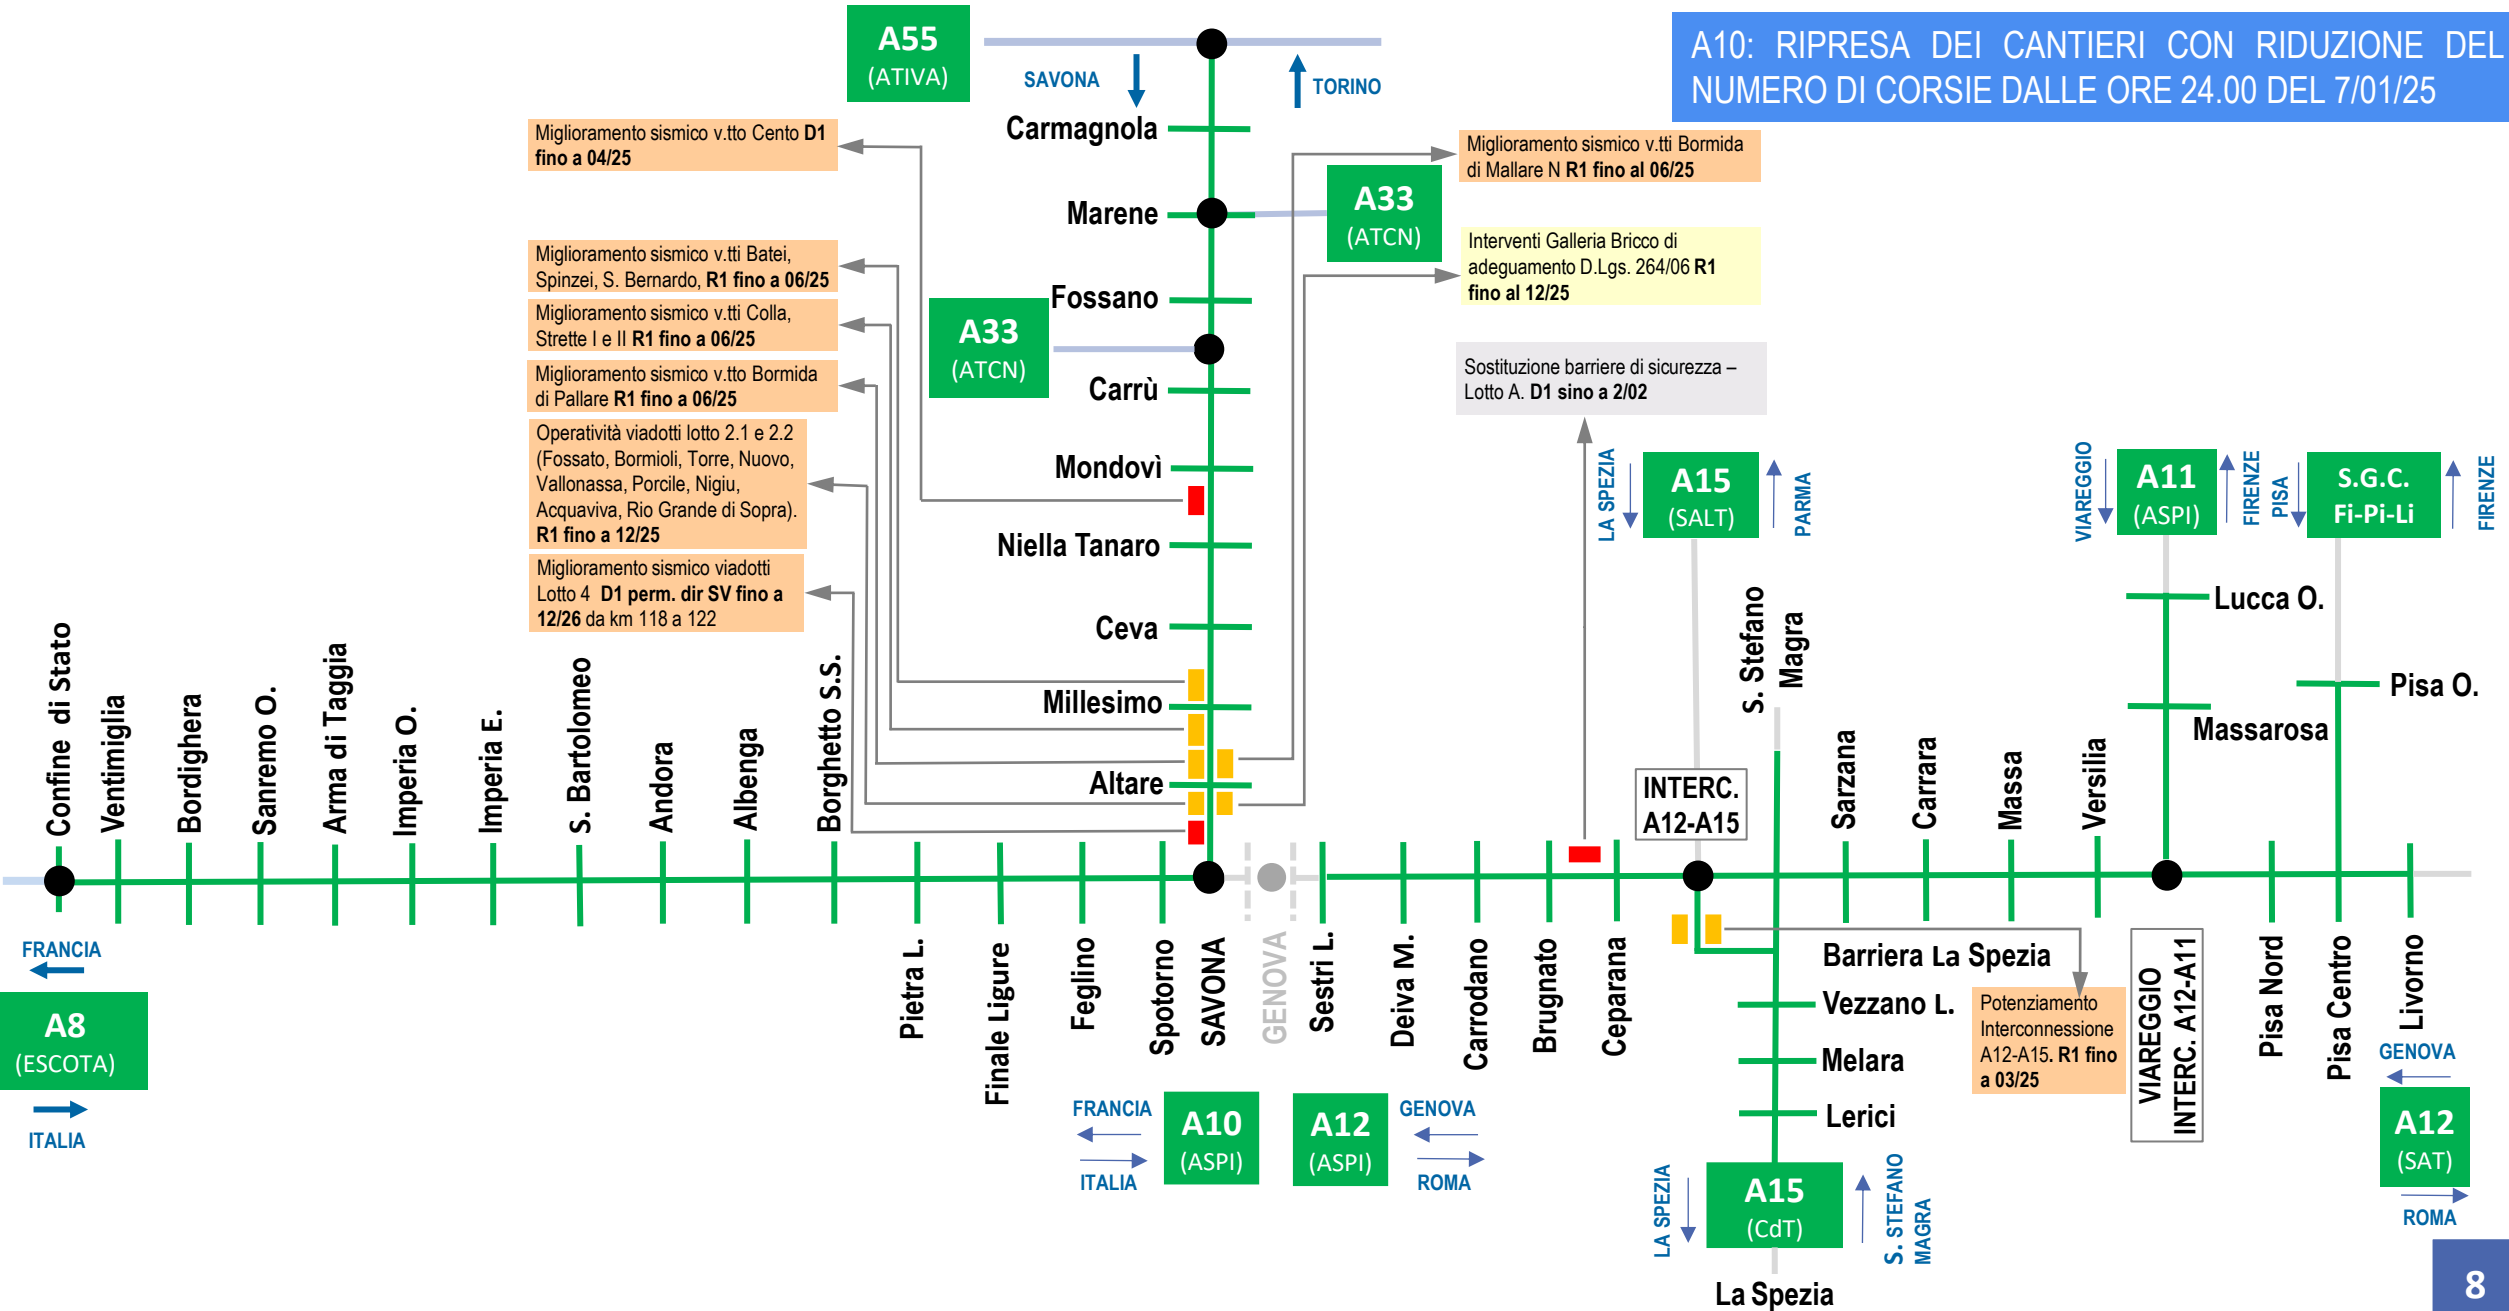 A10: RIPRESA DEI CANTIERI CON RIDUZIONE DEL
NUMERO DI CORSIE DALLE ORE 24.00 DEL 7/01/25
A55
(ATIVA)
SAVONA
TORINO
Carmagnola
Marene
Fossano
Carrù
Mondovì
Niella Tanaro
Ceva
Millesimo
Altare
A33
(ATCN)
A33
(ATCN)
Miglioramento sismico v.tto Cento D1
fino a 04/25
Miglioramento sismico v.tti Batei,
Spinzei, S. Bernardo, R1 fino a 06/25
Miglioramento sismico v.tti Colla,
Strette I e II R1 fino a 06/25
Miglioramento sismico v.tto Bormida
di Pallare R1 fino a 06/25
Operatività viadotti lotto 2.1 e 2.2
(Fossato, Bormioli, Torre, Nuovo,
Vallonassa, Porcile, Nigiu,
Acquaviva, Rio Grande di Sopra).
R1 fino a 12/25
Miglioramento sismico viadotti
Lotto 4 D1 perm. dir SV fino a
12/26 da km 118 a 122
Miglioramento sismico v.tti Bormida
di Mallare N R1 fino al 06/25
Interventi Galleria Bricco di
adeguamento D.Lgs. 264/06 R1
fino al 12/25
Sostituzione barriere di sicurezza –
Lotto A. D1 sino a 2/02
LA SPEZIA
A15
(SALT)
PARMA
VIAREGGIO
A11
(ASPI)
FIRENZE
PISA
S.G.C.
Fi-Pi-Li
FIRENZE
Lucca O.
Massarosa
Pisa O.
S. Stefano
Magra
INTERC.
A12-A15
Confine di Stato
Ventimiglia
Bordighera
Sanremo O.
Arma di Taggia
Imperia O.
Imperia E.
S. Bartolomeo
Andora
Albenga
Borghetto S.S.
Pietra L.
Finale Ligure
Feglino
Spotorno
SAVONA
GENOVA
Sestri L.
Deiva M.
Carrodano
Brugnato
Ceparana
Sarzana
Carrara
Massa
Versilia
VIAREGGIO
INTERC. A12-A11
Pisa Nord
Pisa Centro
Livorno
Barriera La Spezia
Vezzano L.
Melara
Lerici
Potenziamento
Interconnessione
A12-A15. R1 fino
a 03/25
FRANCIA
A8
(ESCOTA)
ITALIA
FRANCIA
ITALIA
A10
(ASPI)
A12
(ASPI)
GENOVA
ROMA
LA SPEZIA
A15
(CdT)
S. STEFANO
MAGRA
La Spezia
GENOVA
A12
(SAT)
ROMA
8